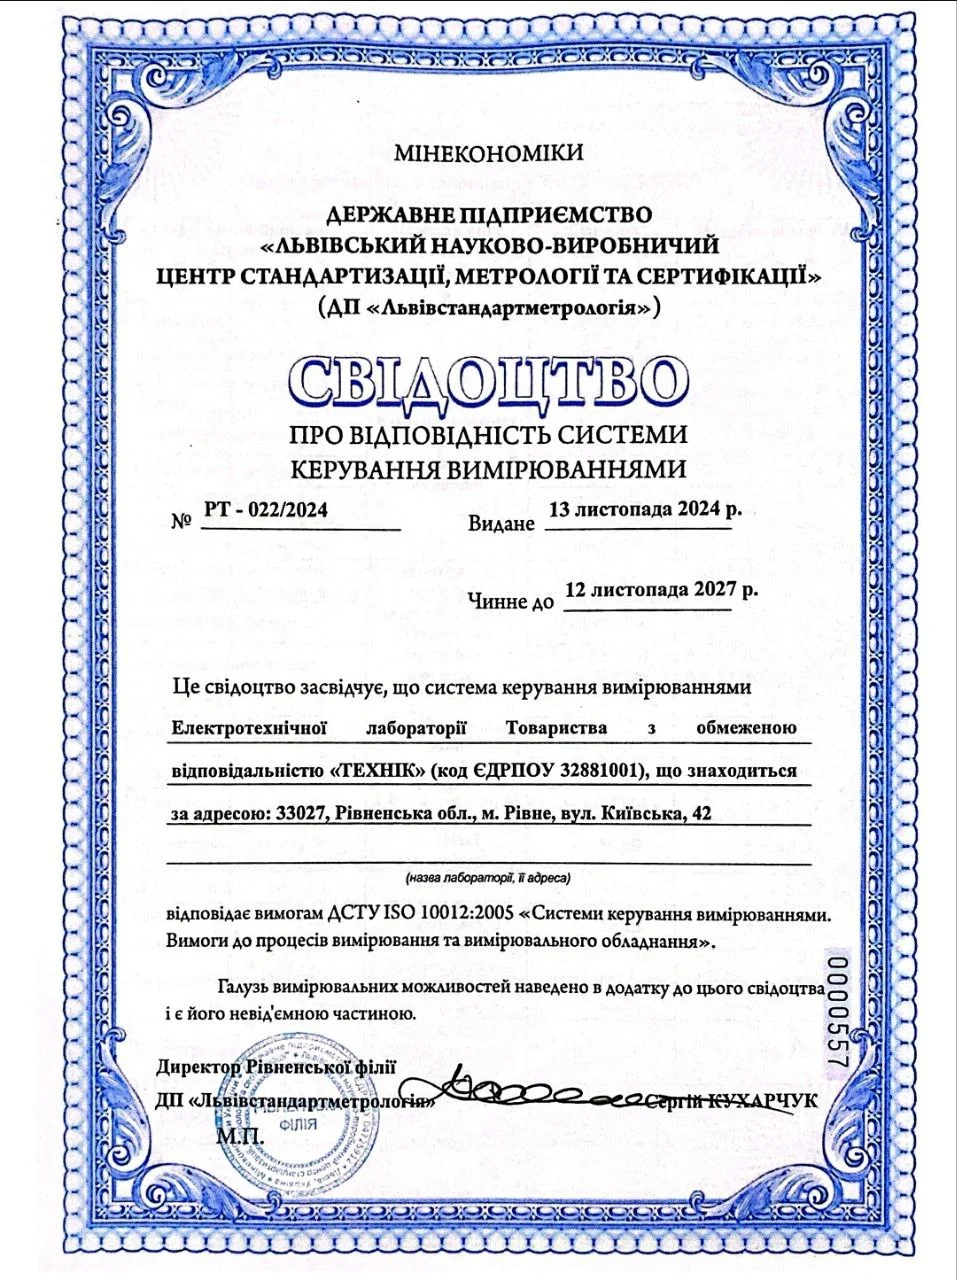 МІНЕКОНОМІКИ
ДЕРЖАВНЕ ПІДПРИЄМСТВО
«ЛЬВІВСЬКИЙ НАУКОВО-ВИРОБНИЧИЙ
ЦЕНТР СТАНДАРТИЗАЦІЇ, МЕТРОЛОГІЇ ТА СЕРТИФІКАЦІЇ»
(ДП «Львівстандартметрологія»)
СВІДОЦТВО
ПРО ВІДПОВІДНІСТЬ СИСТЕМИ
КЕРУВАННЯ ВИМІРЮВАННЯМИ
№ РТ - 022/2024 Видане 13 листопада 2024 р.
Чинне до 12 листопада 2027 р.
Це свідоцтво засвідчує, що система керування вимірюваннями
Електротехнічної лабораторії Товариства з обмеженою
відповідальністю «ТЕХНІК» (код ЄДРПОУ 32881001), що знаходиться
за адресою: 33027, Рівненська обл., м. Рівне, вул. Київська, 42
(назва лабораторії, її адреса)
відповідає вимогам ДСТУ ISO 10012:2005 «Системи керування вимірюваннями.
Вимоги до процесів вимірювання та вимірювального обладнання».
Галузь вимірювальних можливостей наведено в додатку до цього свідоцтва
і є його невід'ємною частиною.
0000557
Директор Рівненської філії
ДП «Львівстандартметрологія» Сергій КУХАРЧУК
М.П.
ФІЛІЯ